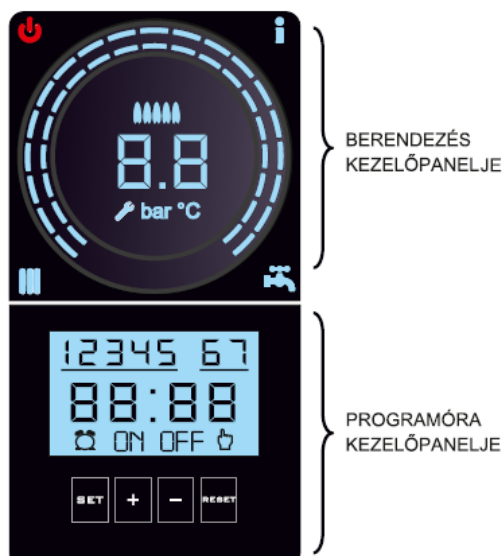 8.8
bar °C
BERENDEZÉS
KEZELŐPANELJE
12345 67
88:88
ON OFF
SET + - RESET
PROGRAMÓRA
KEZELŐPANELJE